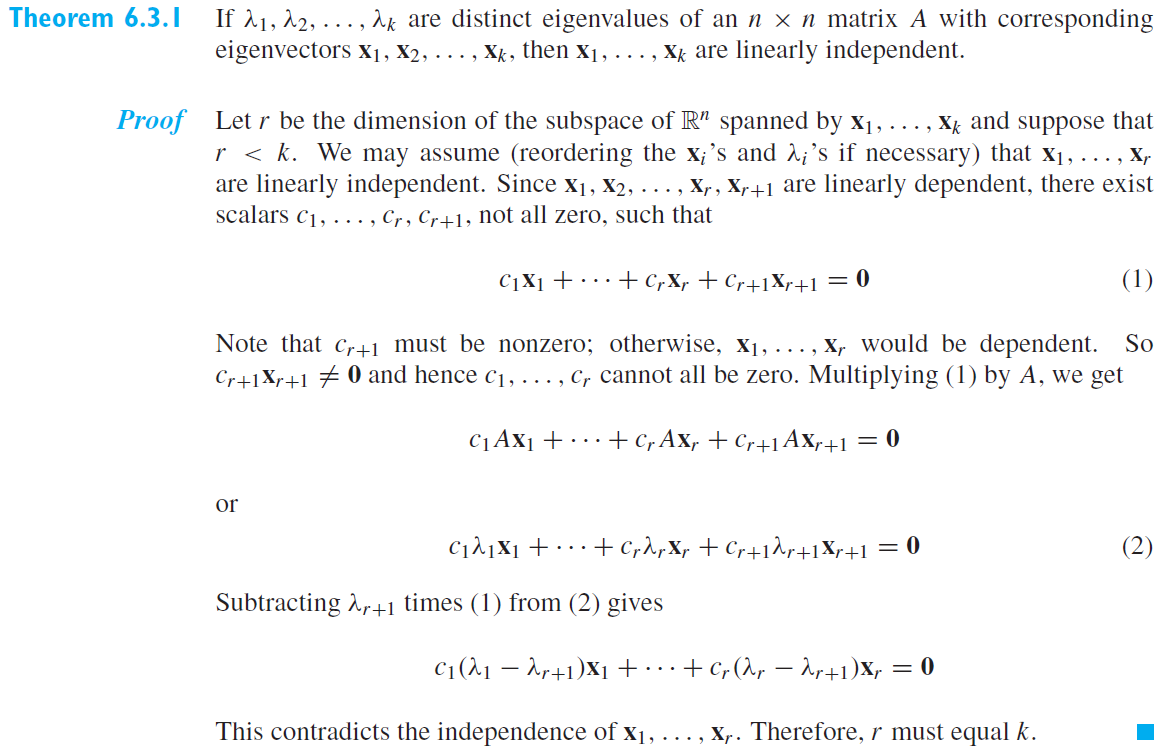 Theorem 6.3.1 If λ₁, λ₂, . . . , λₖ are distinct eigenvalues of an n × n matrix A with corresponding
eigenvectors x₁, x₂, . . . , xₖ, then x₁, . . . , xₖ are linearly independent.
Proof Let r be the dimension of the subspace of ℝⁿ spanned by x₁, . . . , xₖ and suppose that
r < k. We may assume (reordering the xᵢ's and λᵢ's if necessary) that x₁, . . . , xᵣ
are linearly independent. Since x₁, x₂, . . . , xᵣ, xᵣ₊₁ are linearly dependent, there exist
scalars c₁, . . . , cᵣ, cᵣ₊₁, not all zero, such that
c₁x₁ + · · · + cᵣxᵣ + cᵣ₊₁xᵣ₊₁ = 0 (1)
Note that cᵣ₊₁ must be nonzero; otherwise, x₁, . . . , xᵣ would be dependent. So
cᵣ₊₁xᵣ₊₁ ≠ 0 and hence c₁, . . . , cᵣ cannot all be zero. Multiplying (1) by A, we get
c₁Ax₁ + · · · + cᵣAxᵣ + cᵣ₊₁Axᵣ₊₁ = 0
or
c₁λ₁x₁ + · · · + cᵣλᵣxᵣ + cᵣ₊₁λᵣ₊₁xᵣ₊₁ = 0 (2)
Subtracting λᵣ₊₁ times (1) from (2) gives
c₁(λ₁ − λᵣ₊₁)x₁ + · · · + cᵣ(λᵣ − λᵣ₊₁)xᵣ = 0
This contradicts the independence of x₁, . . . , xᵣ. Therefore, r must equal k.